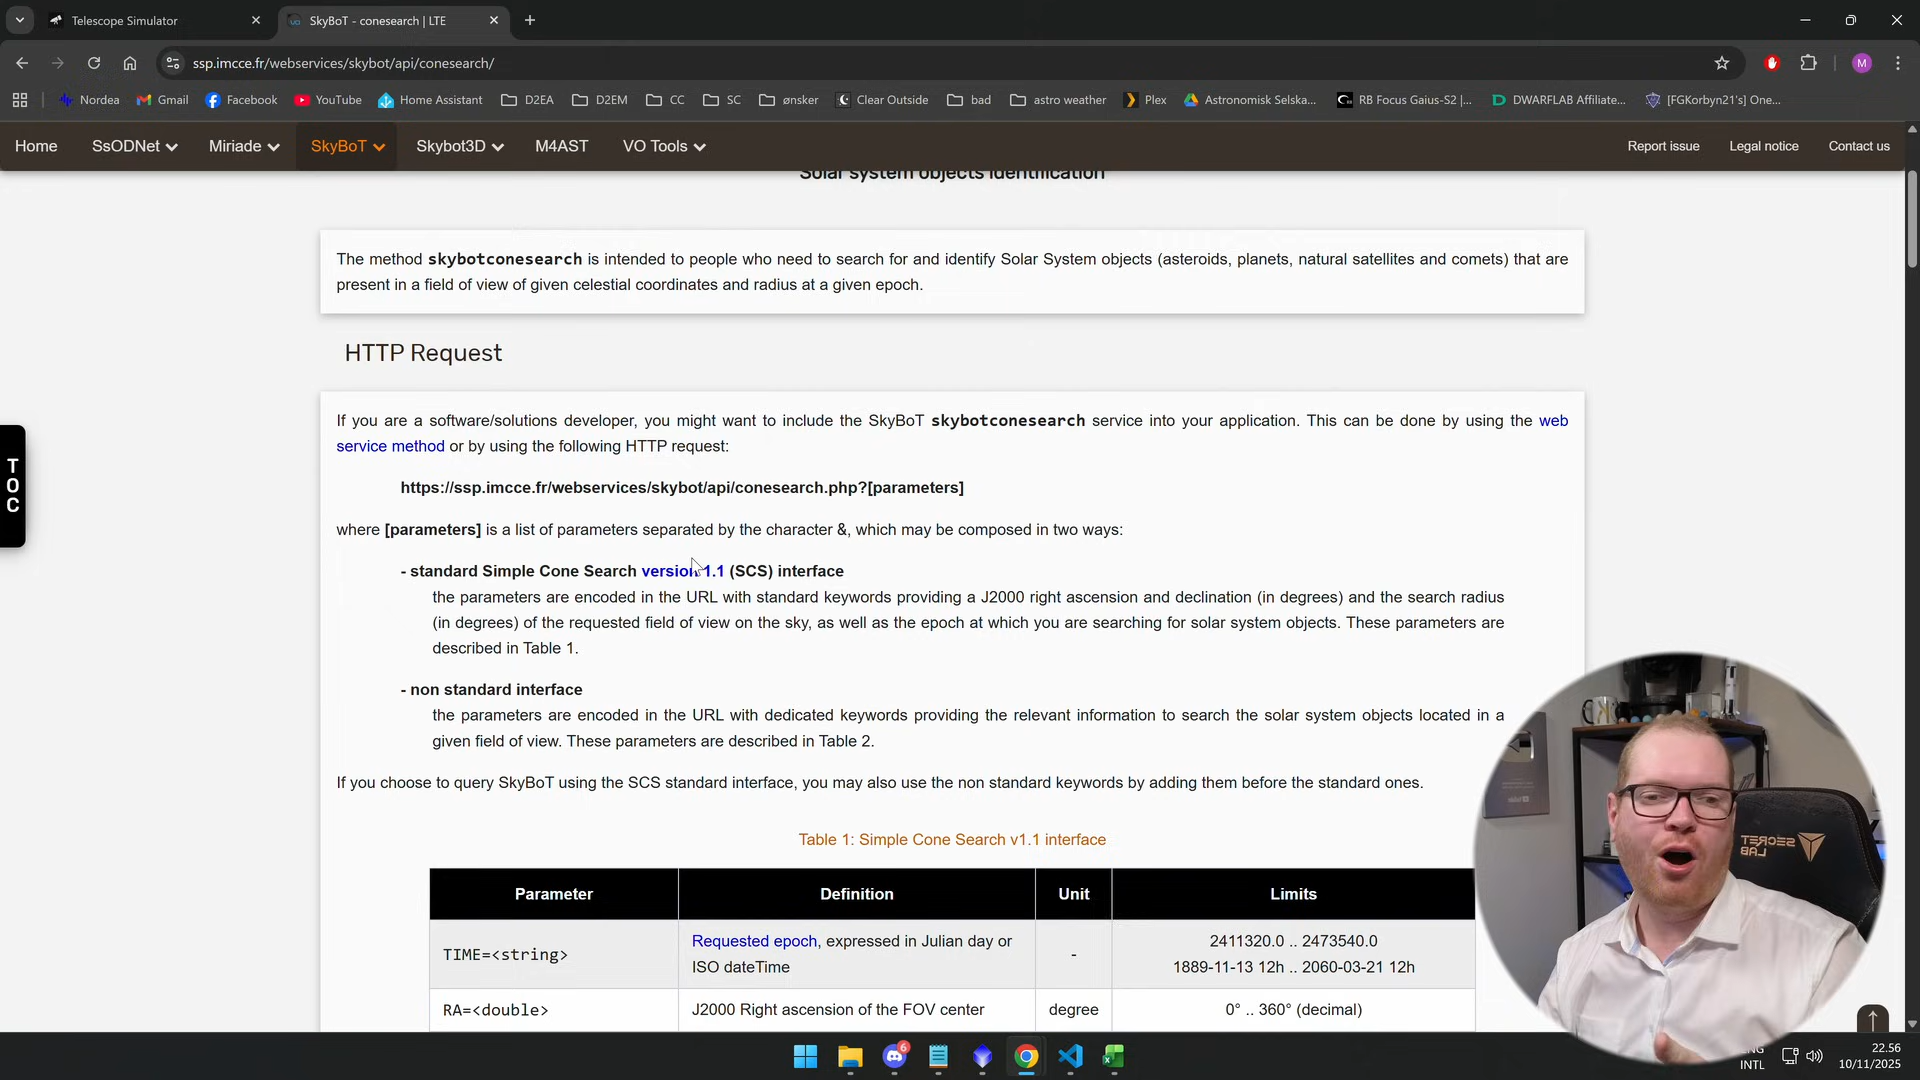 Telescope Simulator
SkyBoT - conesearch | LTE
ssp.imcce.fr/webservices/skybot/api/conesearch/
M
Nordea
Gmail
Facebook
YouTube
Home Assistant
D2EA
D2EM
CC
SC
ønsker
Clear Outside
bad
astro weather
Plex
Astronomisk Selska...
RB Focus Gaius-S2 |...
DWARFLAB Affiliate...
[FGKorbyn21's] One...
Home
SsODNet
Miriade
SkyBoT
Skybot3D
M4AST
VO Tools
Report issue
Legal notice
Contact us
Solar system objects identification
The method skybotconesearch is intended to people who need to search for and identify Solar System objects (asteroids, planets, natural satellites and comets) that are
present in a field of view of given celestial coordinates and radius at a given epoch.
HTTP Request
If you are a software/solutions developer, you might want to include the SkyBoT skybotconesearch service into your application. This can be done by using the web
service method or by using the following HTTP request:
https://ssp.imcce.fr/webservices/skybot/api/conesearch.php?[parameters]
where [parameters] is a list of parameters separated by the character &, which may be composed in two ways:
- standard Simple Cone Search version 1.1 (SCS) interface
the parameters are encoded in the URL with standard keywords providing a J2000 right ascension and declination (in degrees) and the search radius
(in degrees) of the requested field of view on the sky, as well as the epoch at which you are searching for solar system objects. These parameters are
described in Table 1.
- non standard interface
the parameters are encoded in the URL with dedicated keywords providing the relevant information to search the solar system objects located in a
given field of view. These parameters are described in Table 2.
If you choose to query SkyBoT using the SCS standard interface, you may also use the non standard keywords by adding them before the standard ones.
Table 1: Simple Cone Search v1.1 interface
Parameter
Definition
Unit
Limits
TIME=<string>
Requested epoch, expressed in Julian day or
ISO dateTime
-
2411320.0 .. 2473540.0
1889-11-13 12h .. 2060-03-21 12h
RA=<double>
J2000 Right ascension of the FOV center
degree
0° .. 360° (decimal)
TOC
SECRET
LAB
6
INTL
22.56
10/11/2025